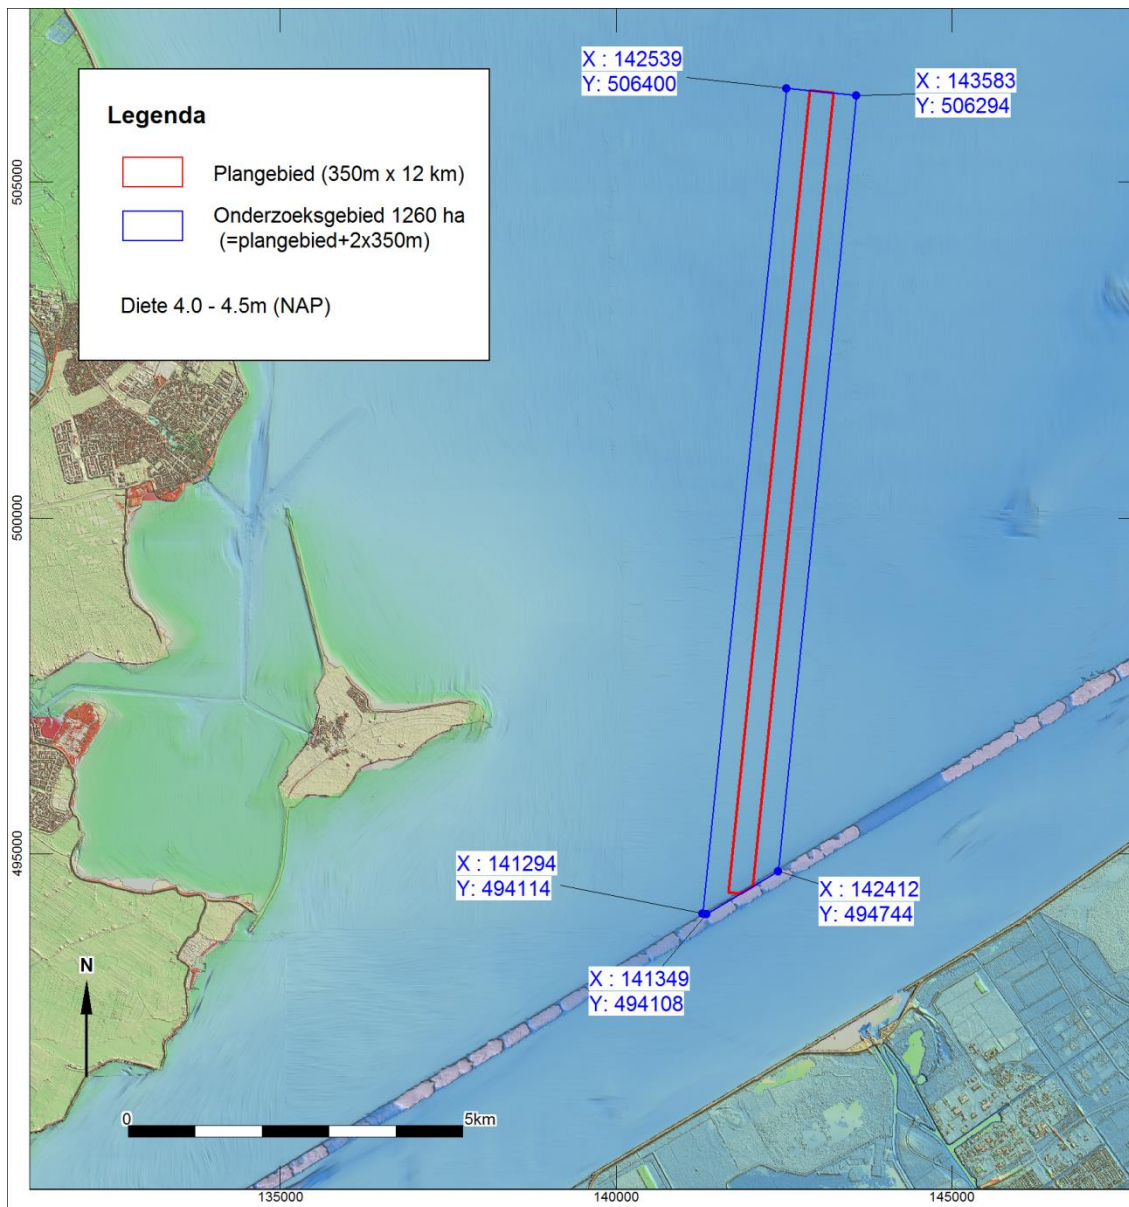 X : 142539
Y: 506400
X : 143583
Y: 506294
Legenda
Plangebied (350m x 12 km)
Onderzoeksgebied 1260 ha
(=plangebied+2x350m)
Diete 4.0 - 4.5m (NAP)
505000
500000
495000
X : 141294
Y: 494114
X : 142412
Y: 494744
X : 141349
Y: 494108
N
0
5km
135000
140000
145000